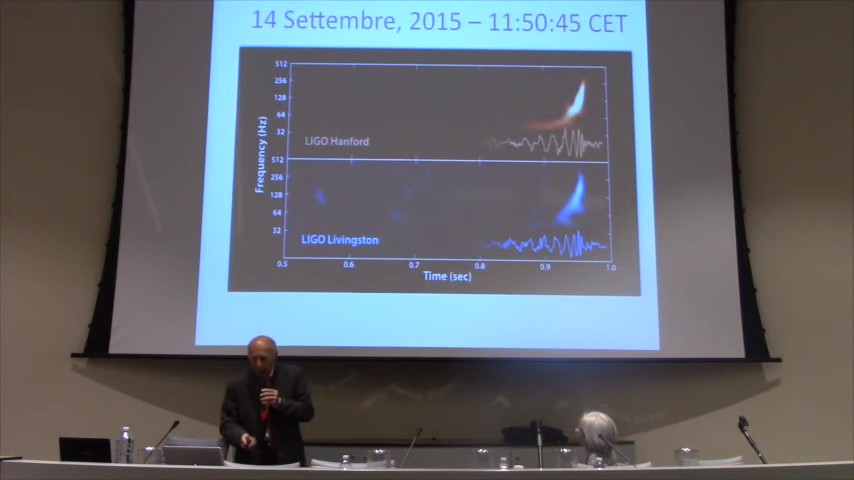 14 Settembre, 2015 – 11:50:45 CET
512
256
128
64
32
LIGO Hanford
Frequency (Hz)
512
256
128
64
32
LIGO Livingston
0.5 0.6 0.7 0.8 0.9 1.0
Time (sec)